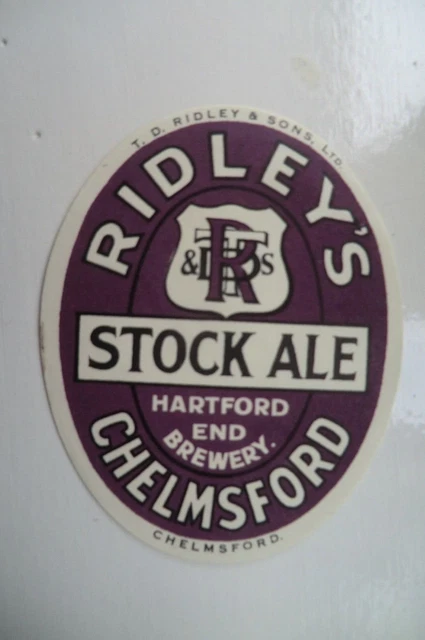 T. D. RIDLEY & SONS, LTD.
RIDLEY'S
TDR&S
STOCK ALE
HARTFORD
END
BREWERY.
CHELMSFORD
CHELMSFORD.